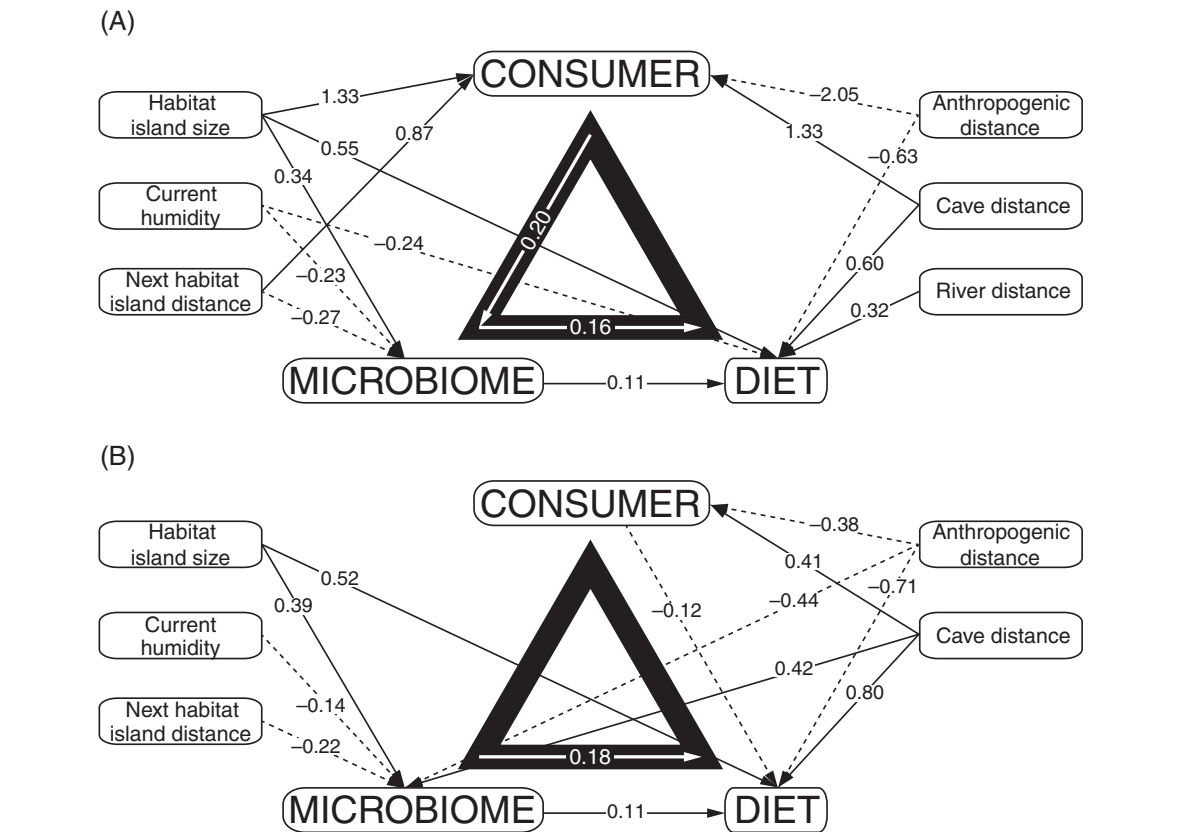 (A)
CONSUMER
Habitat
island size
1.33
−2.05
Anthropogenic
distance
0.87
0.55
1.33
−0.63
0.34
Current
humidity
Cave distance
0.20
−0.24
−0.23
0.60
Next habitat
island distance
River distance
−0.27
0.32
0.16
MICROBIOME
0.11
DIET
(B)
CONSUMER
Habitat
island size
−0.38
Anthropogenic
distance
0.52
0.41
−0.71
0.39
−0.12
−0.44
Current
humidity
Cave distance
0.42
−0.14
0.80
Next habitat
island distance
−0.22
0.18
MICROBIOME
0.11
DIET